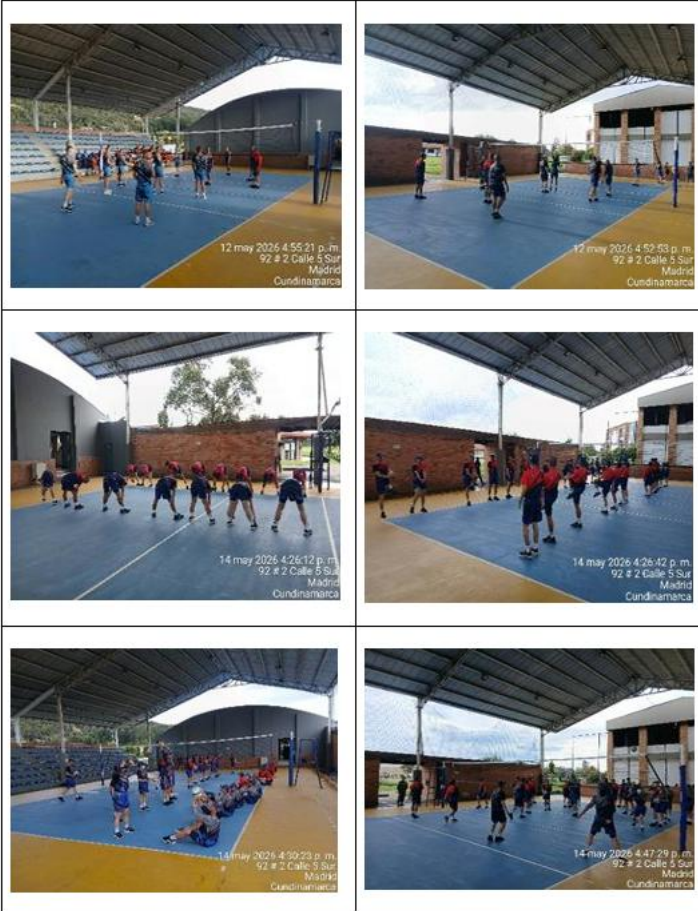 12 may 2026 4:55:21 p. m.
92 # 2 Calle 5 Sur
Madrid
Cundinamarca
12 may 2026 4:52:53 p. m.
92 # 2 Calle 5 Sur
Madrid
Cundinamarca
14 may 2026 4:26:12 p. m.
92 # 2 Calle 5 Sur
Madrid
Cundinamarca
14 may 2026 4:26:42 p. m.
92 # 2 Calle 5 Sur
Madrid
Cundinamarca
14 may 2026 4:30:23 p. m.
92 # 2 Calle 5 Sur
Madrid
Cundinamarca
14 may 2026 4:47:29 p. m.
92 # 2 Calle 5 Sur
Madrid
Cundinamarca